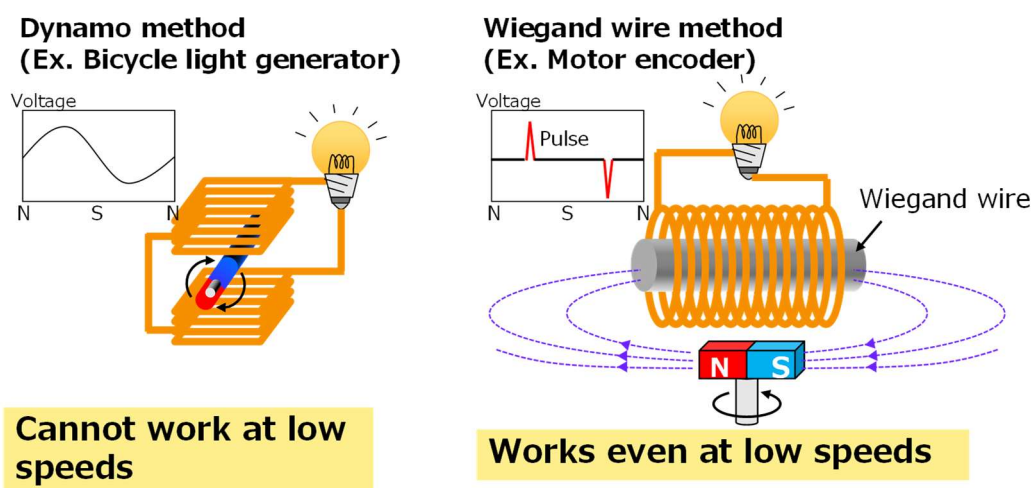 Dynamo method
(Ex. Bicycle light generator)
Voltage
N S N
Cannot work at low
speeds
Wiegand wire method
(Ex. Motor encoder)
Voltage
Pulse
N S N
Wiegand wire
N S
Works even at low speeds